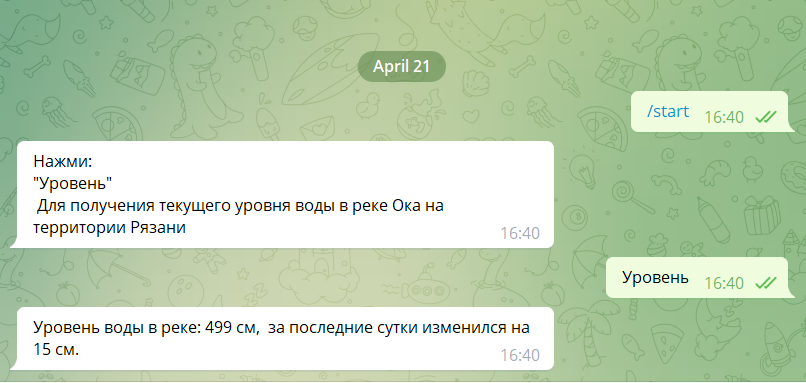 April 21
/start 16:40
Нажми:
"Уровень"
Для получения текущего уровня воды в реке Ока на
территории Рязани
16:40
Уровень 16:40
Уровень воды в реке: 499 см,  за последние сутки изменился на
15 см.
16:40